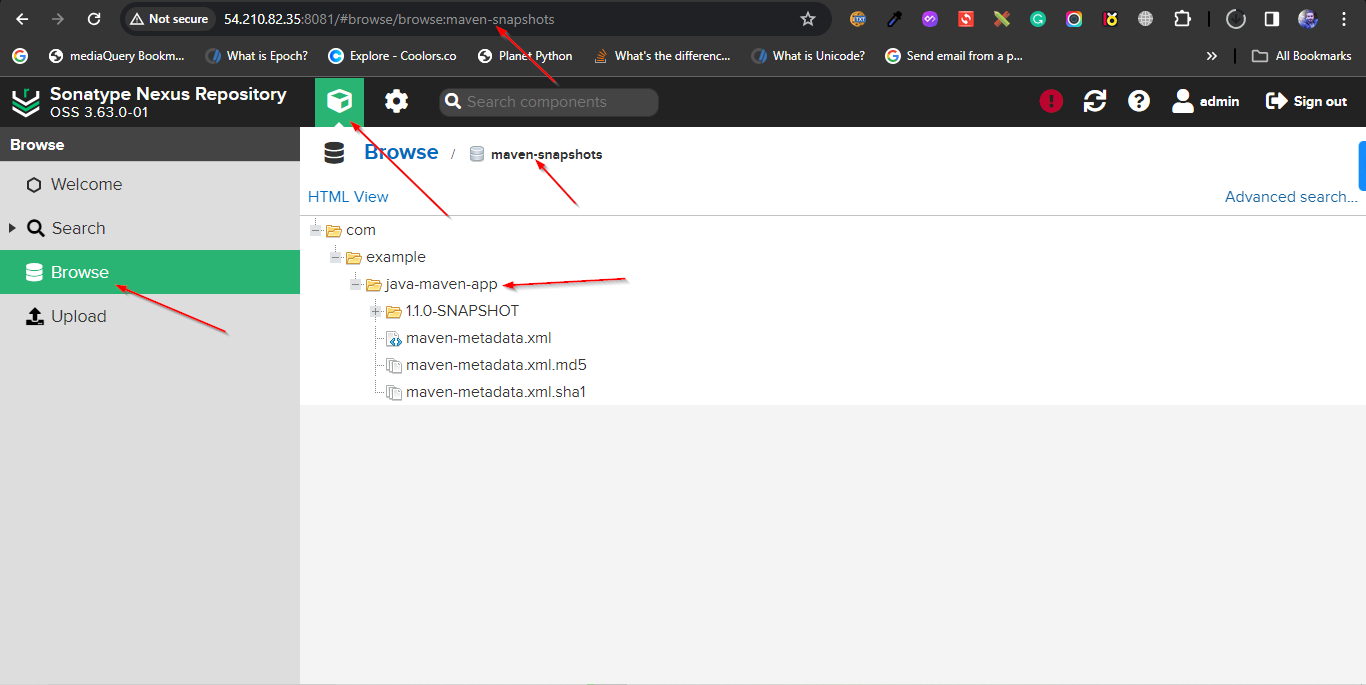 Not secure 54.210.82.35:8081/#browse/browse:maven-snapshots
mediaQuery Bookm... What is Epoch? Explore - Coolors.co Planet Python What's the differenc... What is Unicode? Send email from a p... » All Bookmarks
Sonatype Nexus Repository
OSS 3.63.0-01
Search components
admin
Sign out
Browse
Welcome
Search
Browse
Upload
Browse / maven-snapshots
HTML View
Advanced search...
com
example
java-maven-app
1.1.0-SNAPSHOT
maven-metadata.xml
maven-metadata.xml.md5
maven-metadata.xml.sha1